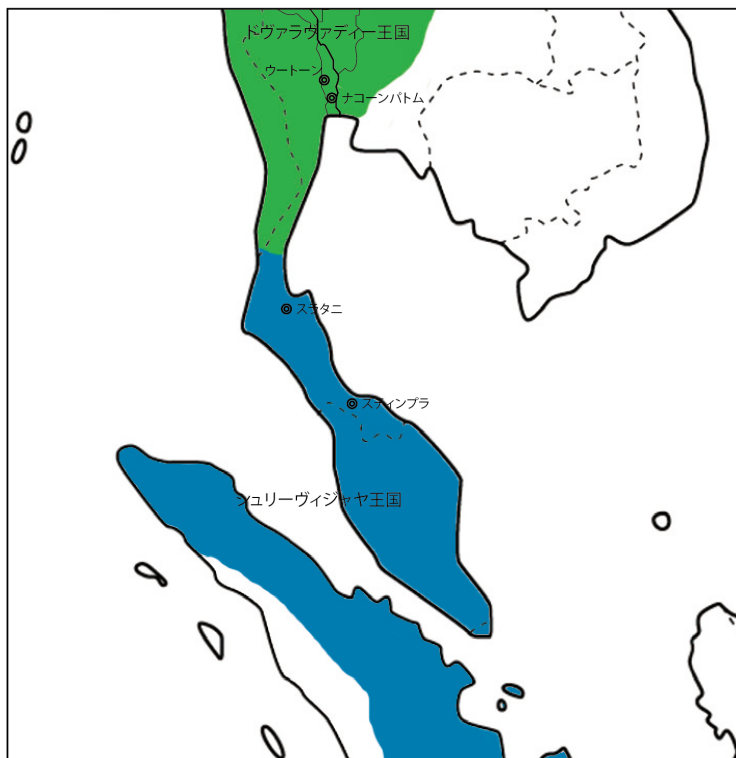 ドヴァラヴァディー王国
ウートーン
ナコーンパトム
スラタニ
スティンプラ
シュリーヴィジャヤ王国